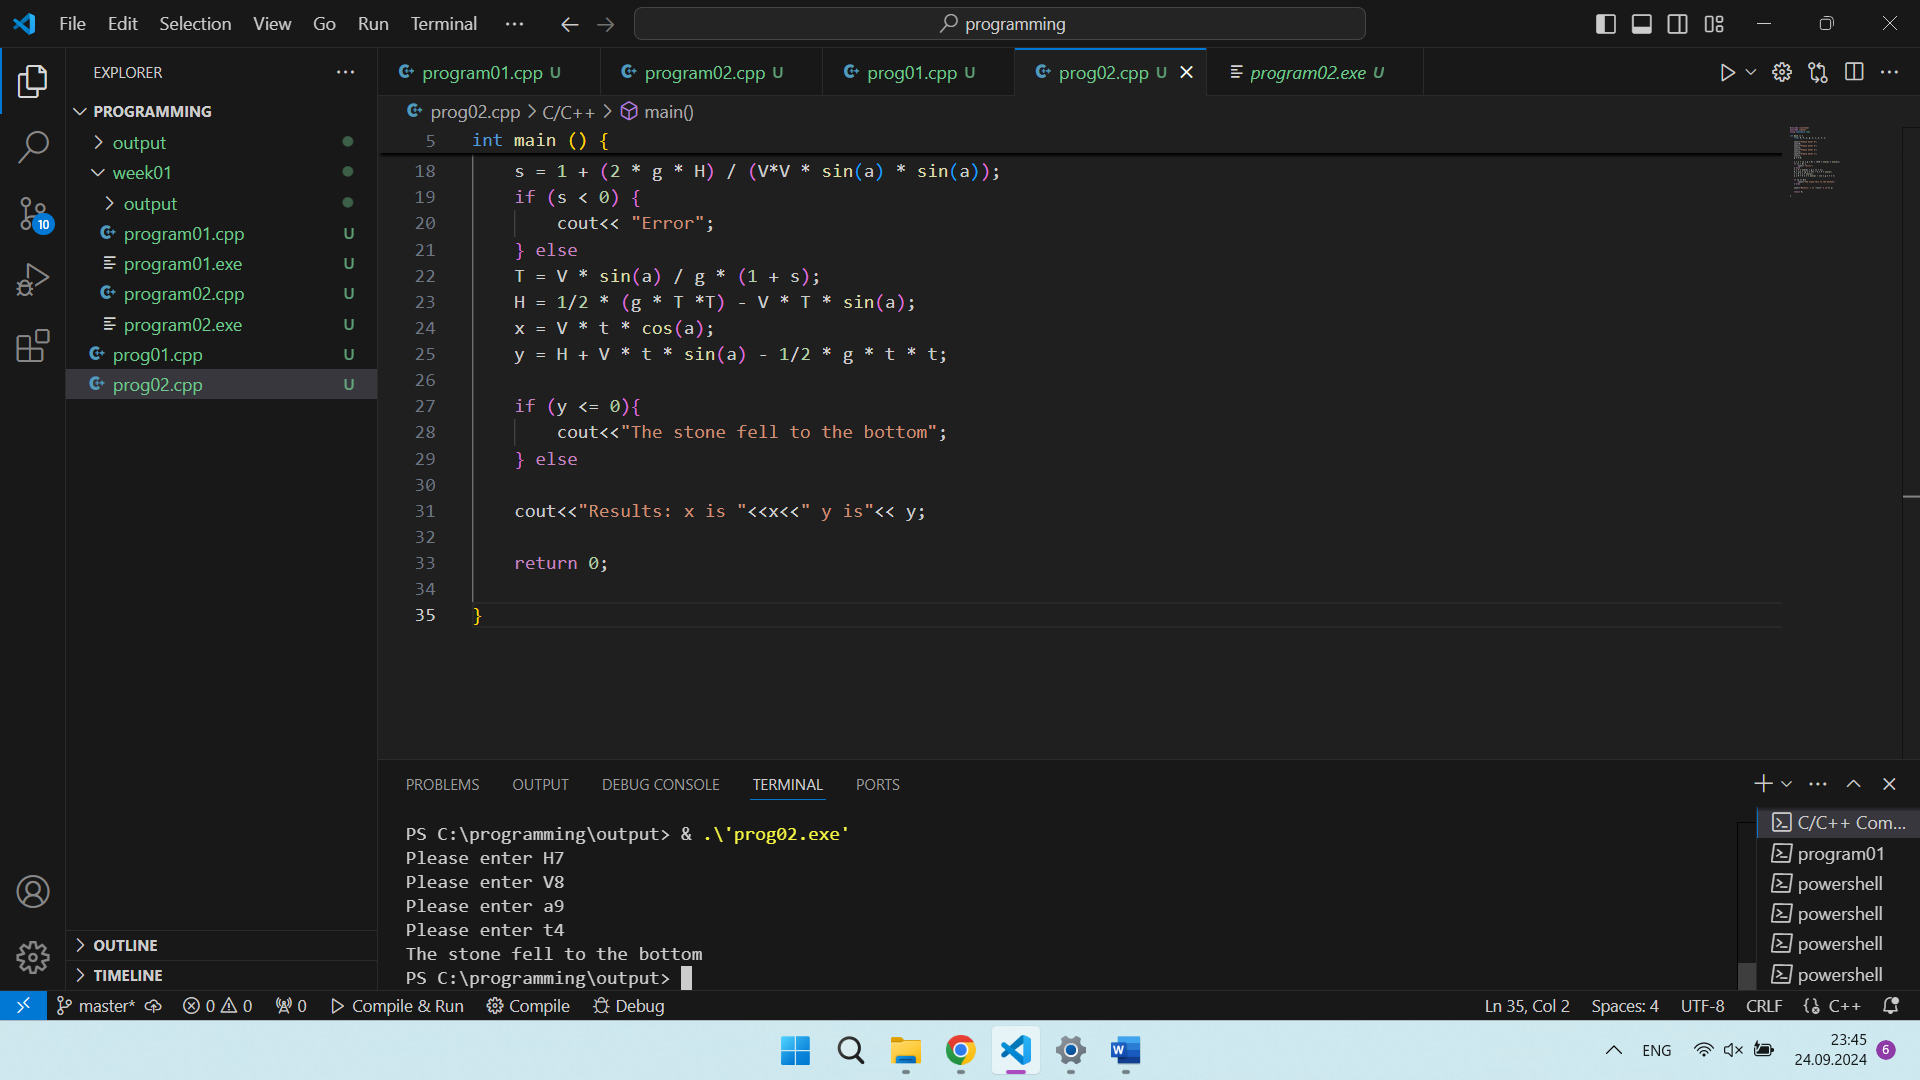 File Edit Selection View Go Run Terminal ··· programming
EXPLORER ···
PROGRAMMING
output
week01
output
program01.cpp U
program01.exe U
program02.cpp U
program02.exe U
prog01.cpp U
prog02.cpp U
OUTLINE
TIMELINE
program01.cpp U program02.cpp U prog01.cpp U prog02.cpp U program02.exe U
prog02.cpp > C/C++ > main()
5 int main () {
18 s = 1 + (2 * g * H) / (V*V * sin(a) * sin(a));
19 if (s < 0) {
20 cout<< "Error";
21 } else
22 T = V * sin(a) / g * (1 + s);
23 H = 1/2 * (g * T *T) - V * T * sin(a);
24 x = V * t * cos(a);
25 y = H + V * t * sin(a) - 1/2 * g * t * t;
26
27 if (y <= 0){
28 cout<<"The stone fell to the bottom";
29 } else
30
31 cout<<"Results: x is "<<x<<" y is"<< y;
32
33 return 0;
34
35 }
PROBLEMS OUTPUT DEBUG CONSOLE TERMINAL PORTS
PS C:\programming\output> & .\'prog02.exe'
Please enter H7
Please enter V8
Please enter a9
Please enter t4
The stone fell to the bottom
PS C:\programming\output>
C/C++ Com...
program01
powershell
powershell
powershell
powershell
10
master* 0 0 0 Compile & Run Compile Debug Ln 35, Col 2 Spaces: 4 UTF-8 CRLF C++
ENG 23:45 6
24.09.2024